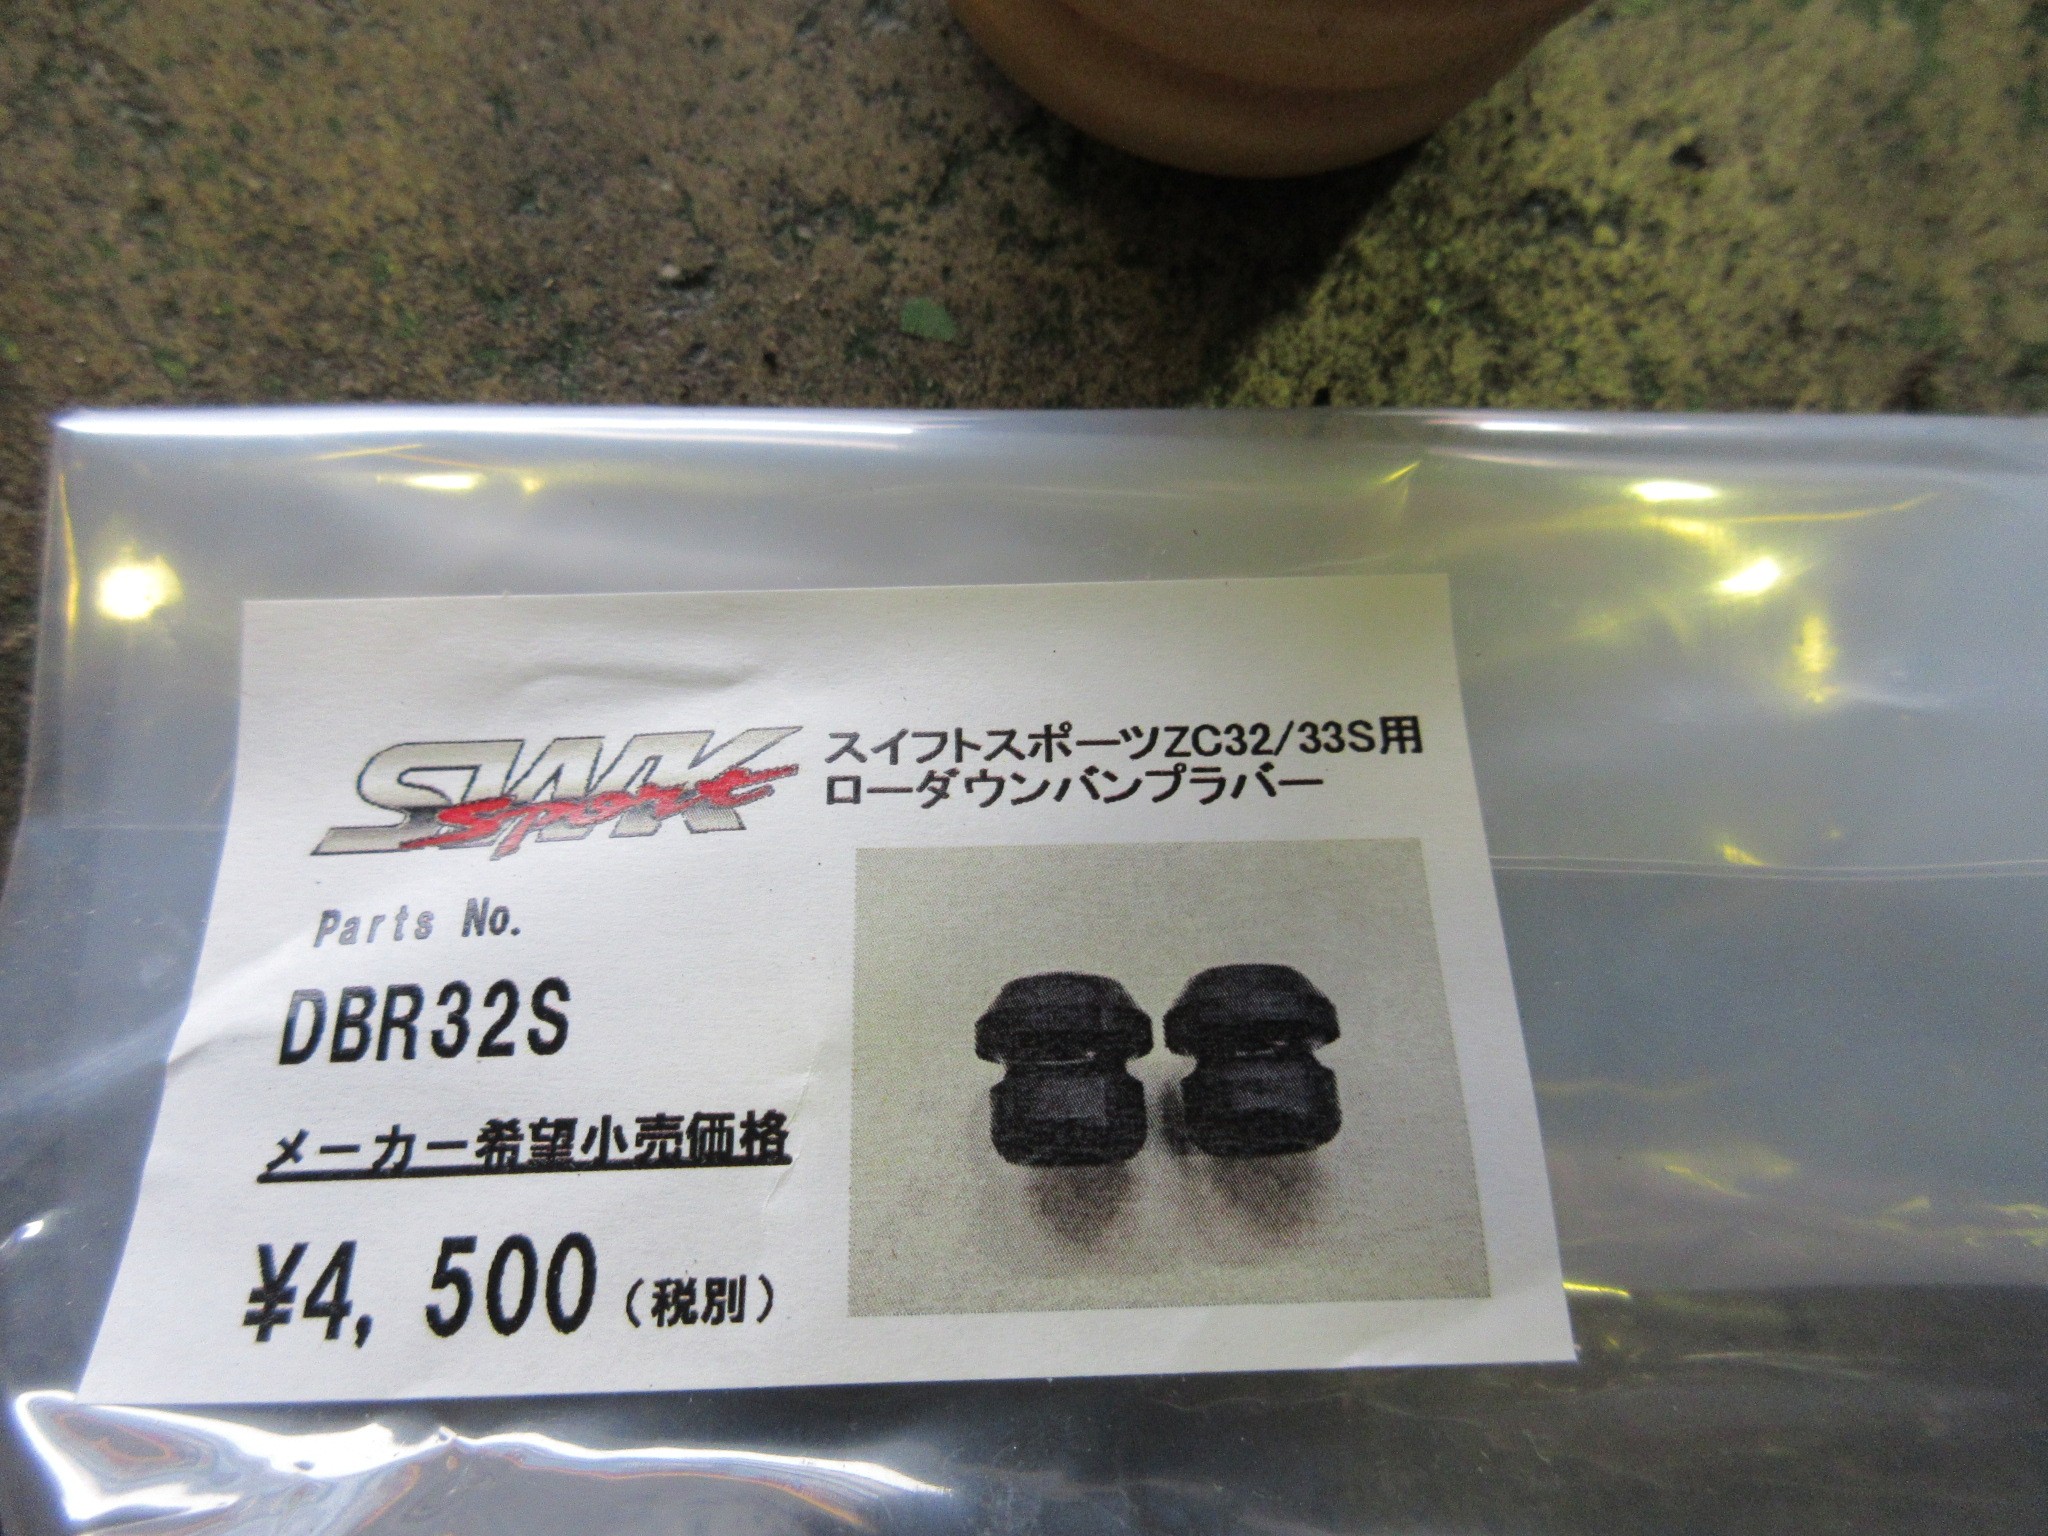 SWK
Sport
スイフトスポーツZC32/33S用
ローダウンバンプラバー
Parts No.
DBR32S
メーカー希望小売価格
¥4,500（税別）